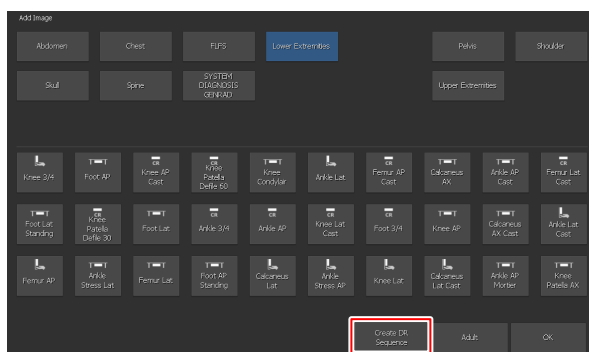 Add Image
Abdomen
Chest
FLFS
Lower Extremities
Pelvis
Shoulder
Skull
Spine
SYSTEM
DIAGNOSIS
GENRAD
Upper Extremities
Knee 3/4
Foot AP
CR
Knee AP
Cast
CR
Knee
Patella
Defile 60
Knee
Condylair
Ankle Lat
CR
Femur AP
Cast
Calcaneus
AX
Ankle AP
Cast
CR
Femur Lat
Cast
Foot Lat
Standing
CR
Knee
Patella
Defile 30
Foot Lat
CR
Ankle 3/4
CR
Ankle AP
CR
Knee Lat
Cast
CR
Foot 3/4
Knee AP
Calcaneus
AX Cast
Ankle Lat
Cast
Femur AP
Ankle
Stress Lat
Femur Lat
Foot AP
Standing
Calcaneus
Lat
Ankle
Stress AP
Knee Lat
Calcaneus
Lat Cast
Ankle AP
Mortier
Knee
Patella AX
Create DR
Sequence
Adult
OK